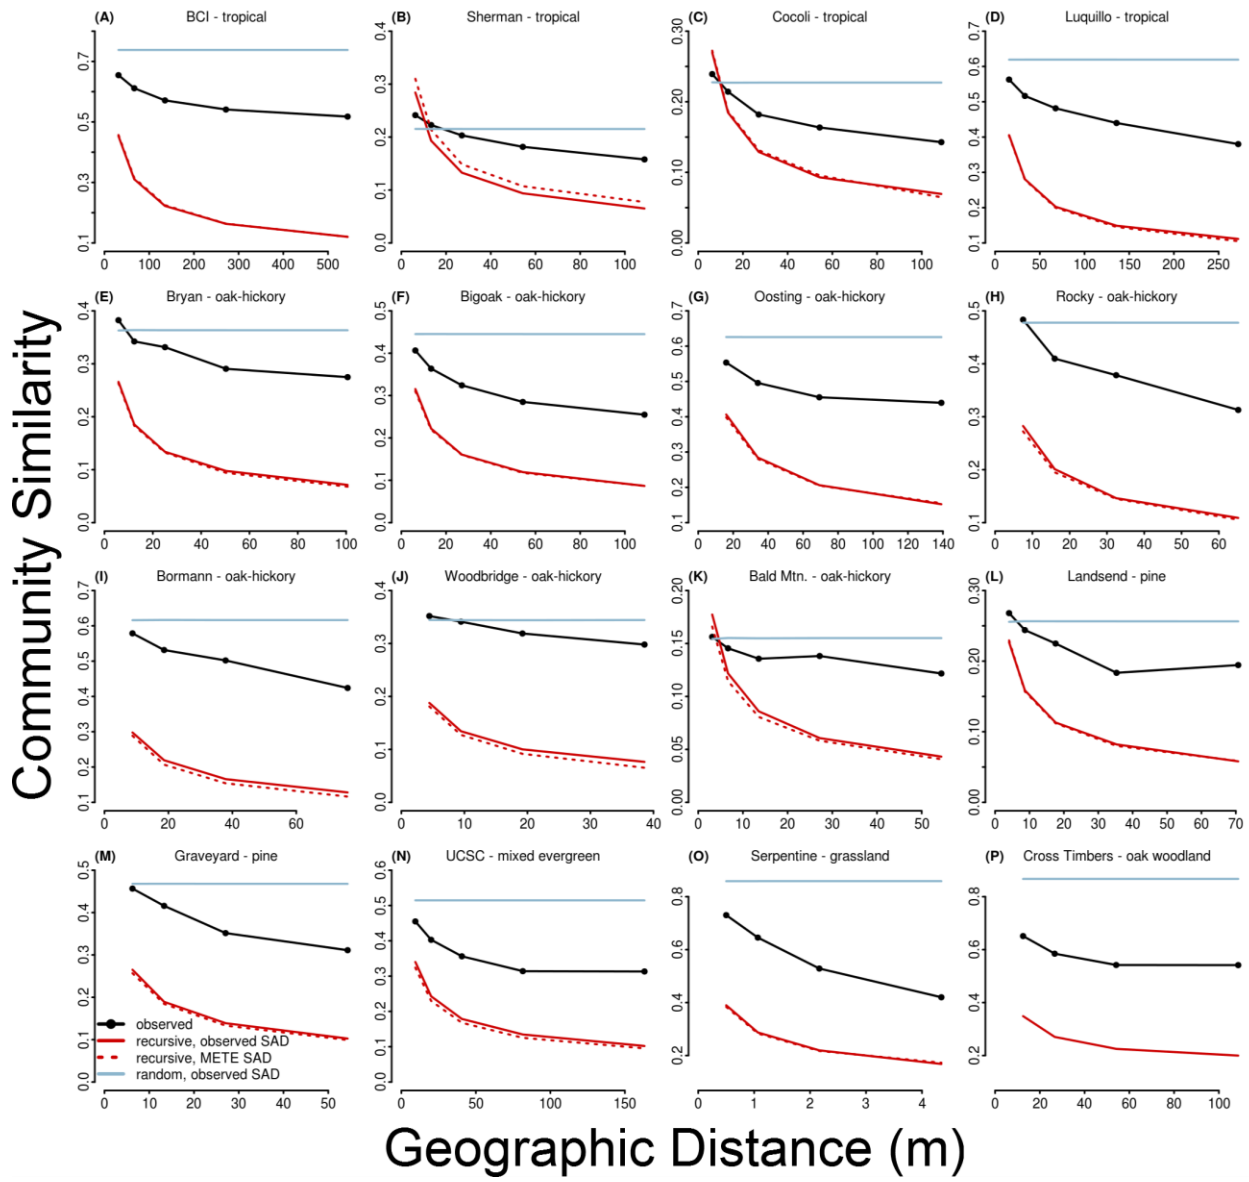 Community Similarity
(A) BCI - tropical
0.1 0.3 0.5 0.7
0 100 200 300 400 500
(B) Sherman - tropical
0.0 0.1 0.2 0.3 0.4
0 20 40 60 80 100
(C) Cocoli - tropical
0.00 0.10 0.20 0.30
0 20 40 60 80 100
(D) Luquillo - tropical
0.1 0.2 0.3 0.4 0.5 0.6 0.7
0 50 100 150 200 250
(E) Bryan - oak-hickory
0.0 0.1 0.2 0.3 0.4
0 20 40 60 80 100
(F) Bigoak - oak-hickory
0.0 0.1 0.2 0.3 0.4 0.5
0 20 40 60 80 100
(G) Oosting - oak-hickory
0.1 0.2 0.3 0.4 0.5 0.6 0.7
0 20 40 60 80 100 120 140
(H) Rocky - oak-hickory
0.1 0.2 0.3 0.4 0.5
0 10 20 30 40 50 60
(I) Bormann - oak-hickory
0.1 0.2 0.3 0.4 0.5 0.6 0.7
0 20 40 60
(J) Woodbridge - oak-hickory
0.0 0.1 0.2 0.3 0.4
0 10 20 30 40
(K) Bald Mtn. - oak-hickory
0.00 0.05 0.10 0.15 0.20
0 10 20 30 40 50
(L) Landsend - pine
0.00 0.10 0.20 0.30
0 10 20 30 40 50 60 70
(M) Graveyard - pine
0.0 0.1 0.2 0.3 0.4 0.5
0 10 20 30 40 50
observed
recursive, observed SAD
recursive, METE SAD
random, observed SAD
(N) UCSC - mixed evergreen
0.0 0.1 0.2 0.3 0.4 0.5 0.6
0 50 100 150
(O) Serpentine - grassland
0.2 0.4 0.6 0.8
0 1 2 3 4
(P) Cross Timbers - oak woodland
0.2 0.4 0.6 0.8
0 20 40 60 80 100
Geographic Distance (m)